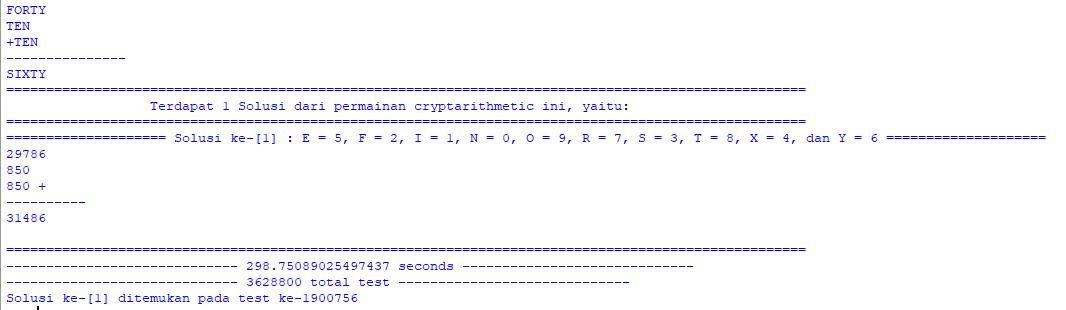 FORTY
TEN
+TEN
---------------
SIXTY
====================================================================================================
Terdapat 1 Solusi dari permainan cryptarithmetic ini, yaitu:
====================================================================================================
==================== Solusi ke-[1] : E = 5, F = 2, I = 1, N = 0, O = 9, R = 7, S = 3, T = 8, X = 4, dan Y = 6 ====================
29786
850
850 +
----------
31486
====================================================================================================
----------------------------- 298.75089025497437 seconds -----------------------------
----------------------------- 3628800 total test -----------------------------
Solusi ke-[1] ditemukan pada test ke-1900756